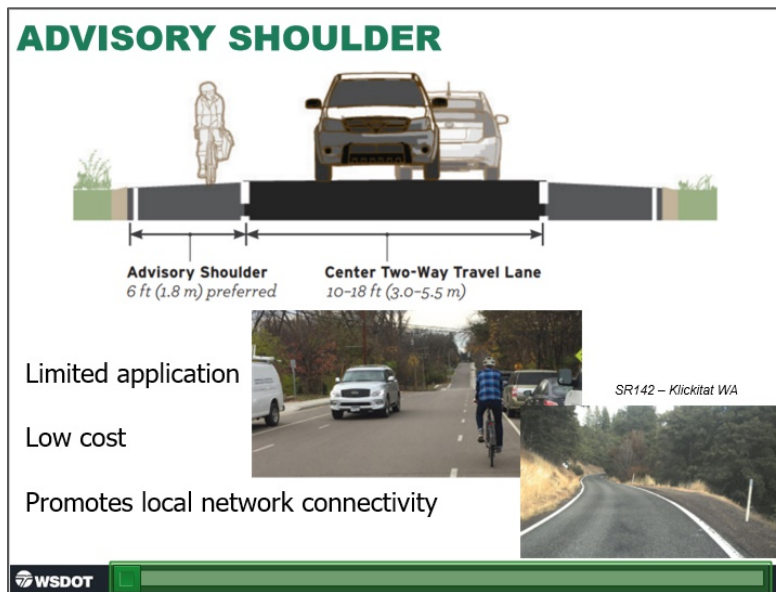 ADVISORY SHOULDER
Advisory Shoulder
6 ft (1.8 m) preferred
Center Two-Way Travel Lane
10–18 ft (3.0–5.5 m)
Limited application
SR142 – Klickitat WA
Low cost
Promotes local network connectivity
WSDOT